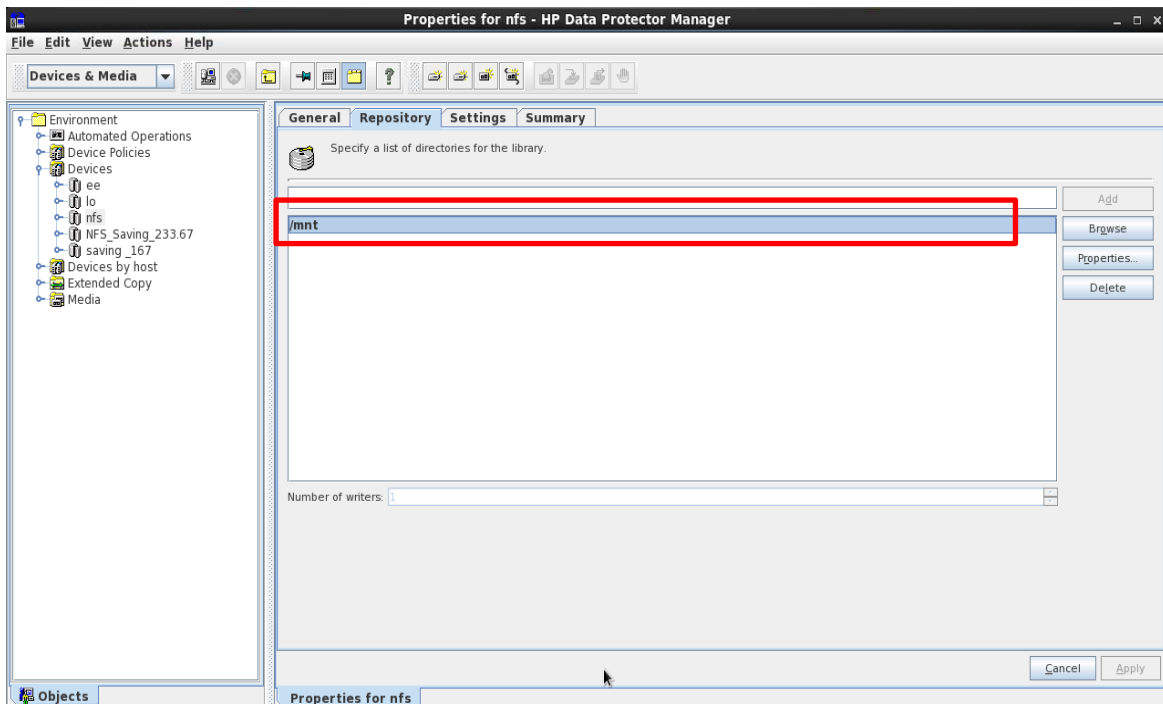 Properties for nfs - HP Data Protector Manager
File Edit View Actions Help
Devices & Media
Environment
Automated Operations
Device Policies
Devices
ee
lo
nfs
NFS_Saving_233.67
saving _167
Devices by host
Extended Copy
Media
Objects
General Repository Settings Summary
Specify a list of directories for the library.
Add
/mnt
Browse
Properties...
Delete
Number of writers: 1
Cancel Apply
Properties for nfs